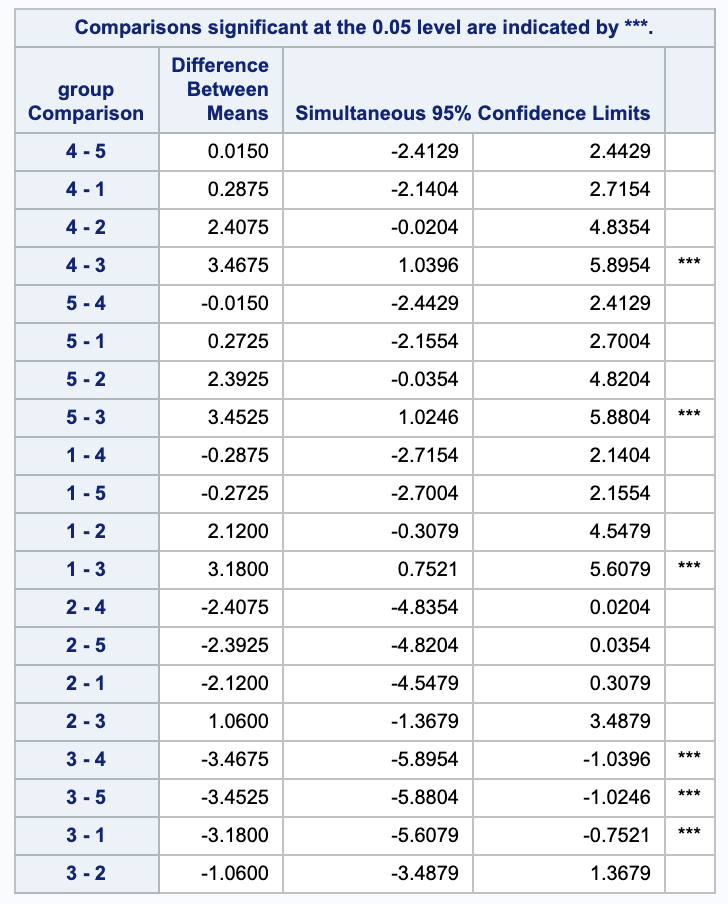 Comparisons significant at the 0.05 level are indicated by ***.
group Comparison Difference Between Means Simultaneous 95% Confidence Limits
4 - 5 0.0150 -2.4129 2.4429
4 - 1 0.2875 -2.1404 2.7154
4 - 2 2.4075 -0.0204 4.8354
4 - 3 3.4675 1.0396 5.8954 ***
5 - 4 -0.0150 -2.4429 2.4129
5 - 1 0.2725 -2.1554 2.7004
5 - 2 2.3925 -0.0354 4.8204
5 - 3 3.4525 1.0246 5.8804 ***
1 - 4 -0.2875 -2.7154 2.1404
1 - 5 -0.2725 -2.7004 2.1554
1 - 2 2.1200 -0.3079 4.5479
1 - 3 3.1800 0.7521 5.6079 ***
2 - 4 -2.4075 -4.8354 0.0204
2 - 5 -2.3925 -4.8204 0.0354
2 - 1 -2.1200 -4.5479 0.3079
2 - 3 1.0600 -1.3679 3.4879
3 - 4 -3.4675 -5.8954 -1.0396 ***
3 - 5 -3.4525 -5.8804 -1.0246 ***
3 - 1 -3.1800 -5.6079 -0.7521 ***
3 - 2 -1.0600 -3.4879 1.3679